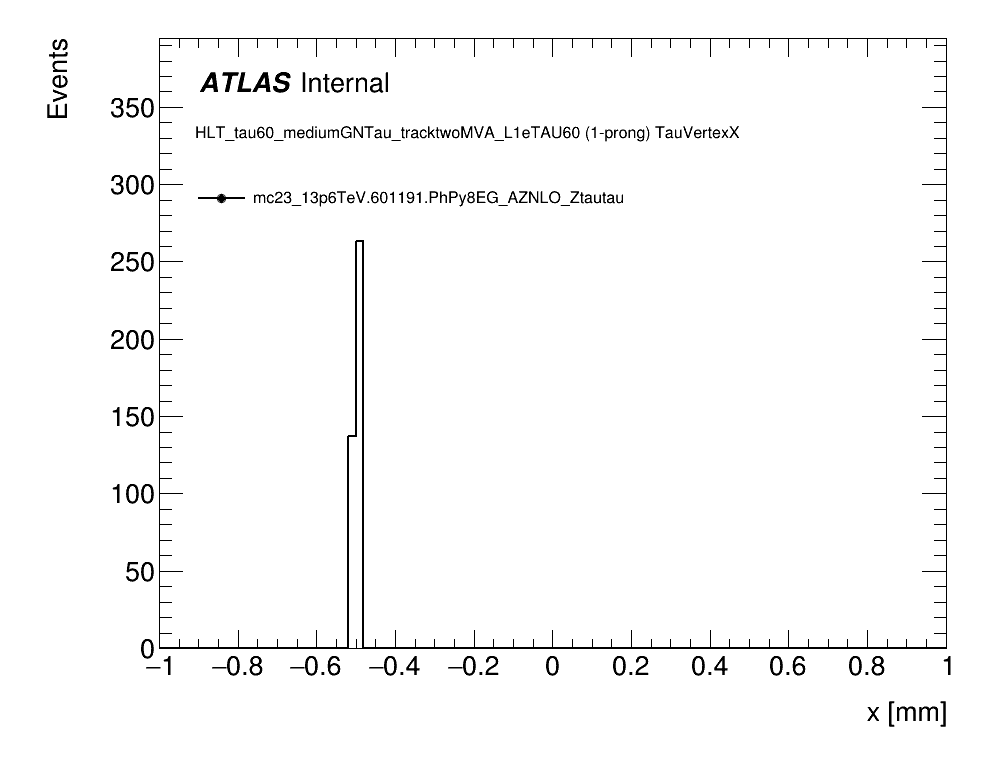 Events
ATLAS Internal
HLT_tau60_mediumGNTau_tracktwoMVA_L1eTAU60 (1-prong) TauVertexX
mc23_13p6TeV.601191.PhPy8EG_AZNLO_Ztautau
350
300
250
200
150
100
50
0
−1 −0.8 −0.6 −0.4 −0.2 0 0.2 0.4 0.6 0.8 1
x [mm]